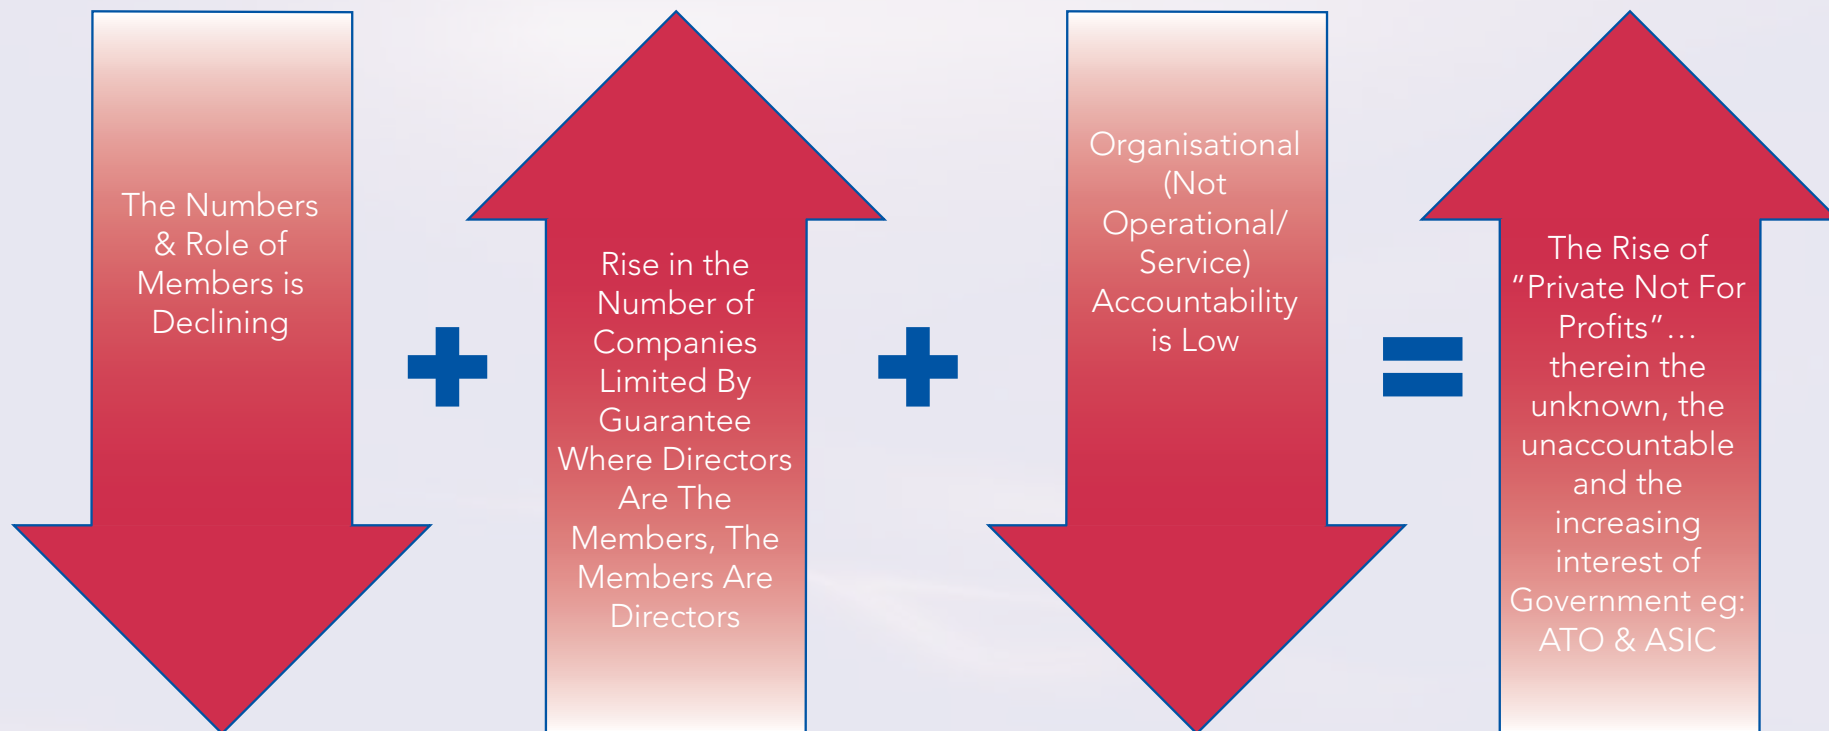 The Numbers
& Role of
Members is
Declining
Rise in the
Number of
Companies
Limited By
Guarantee
Where Directors
Are The
Members, The
Members Are
Directors
Organisational
(Not
Operational/
Service)
Accountability
is Low
The Rise of
“Private Not For
Profits”…
therein the
unknown, the
unaccountable
and the
increasing
interest of
Government eg:
ATO & ASIC